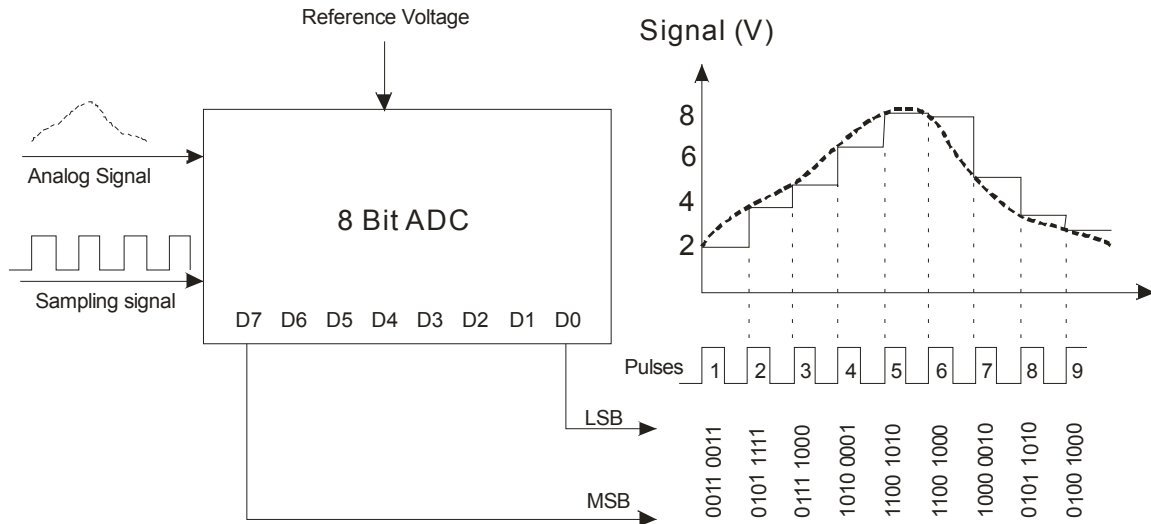 Reference Voltage
Analog Signal
Sampling signal
8 Bit ADC
D7 D6 D5 D4 D3 D2 D1 D0
LSB
MSB
Signal (V)
8
6
4
2
Pulses 1 2 3 4 5 6 7 8 9
0011 0011
0101 1111
0111 1000
1010 0001
1100 1010
1100 1000
1000 0010
0101 1010
0100 1000